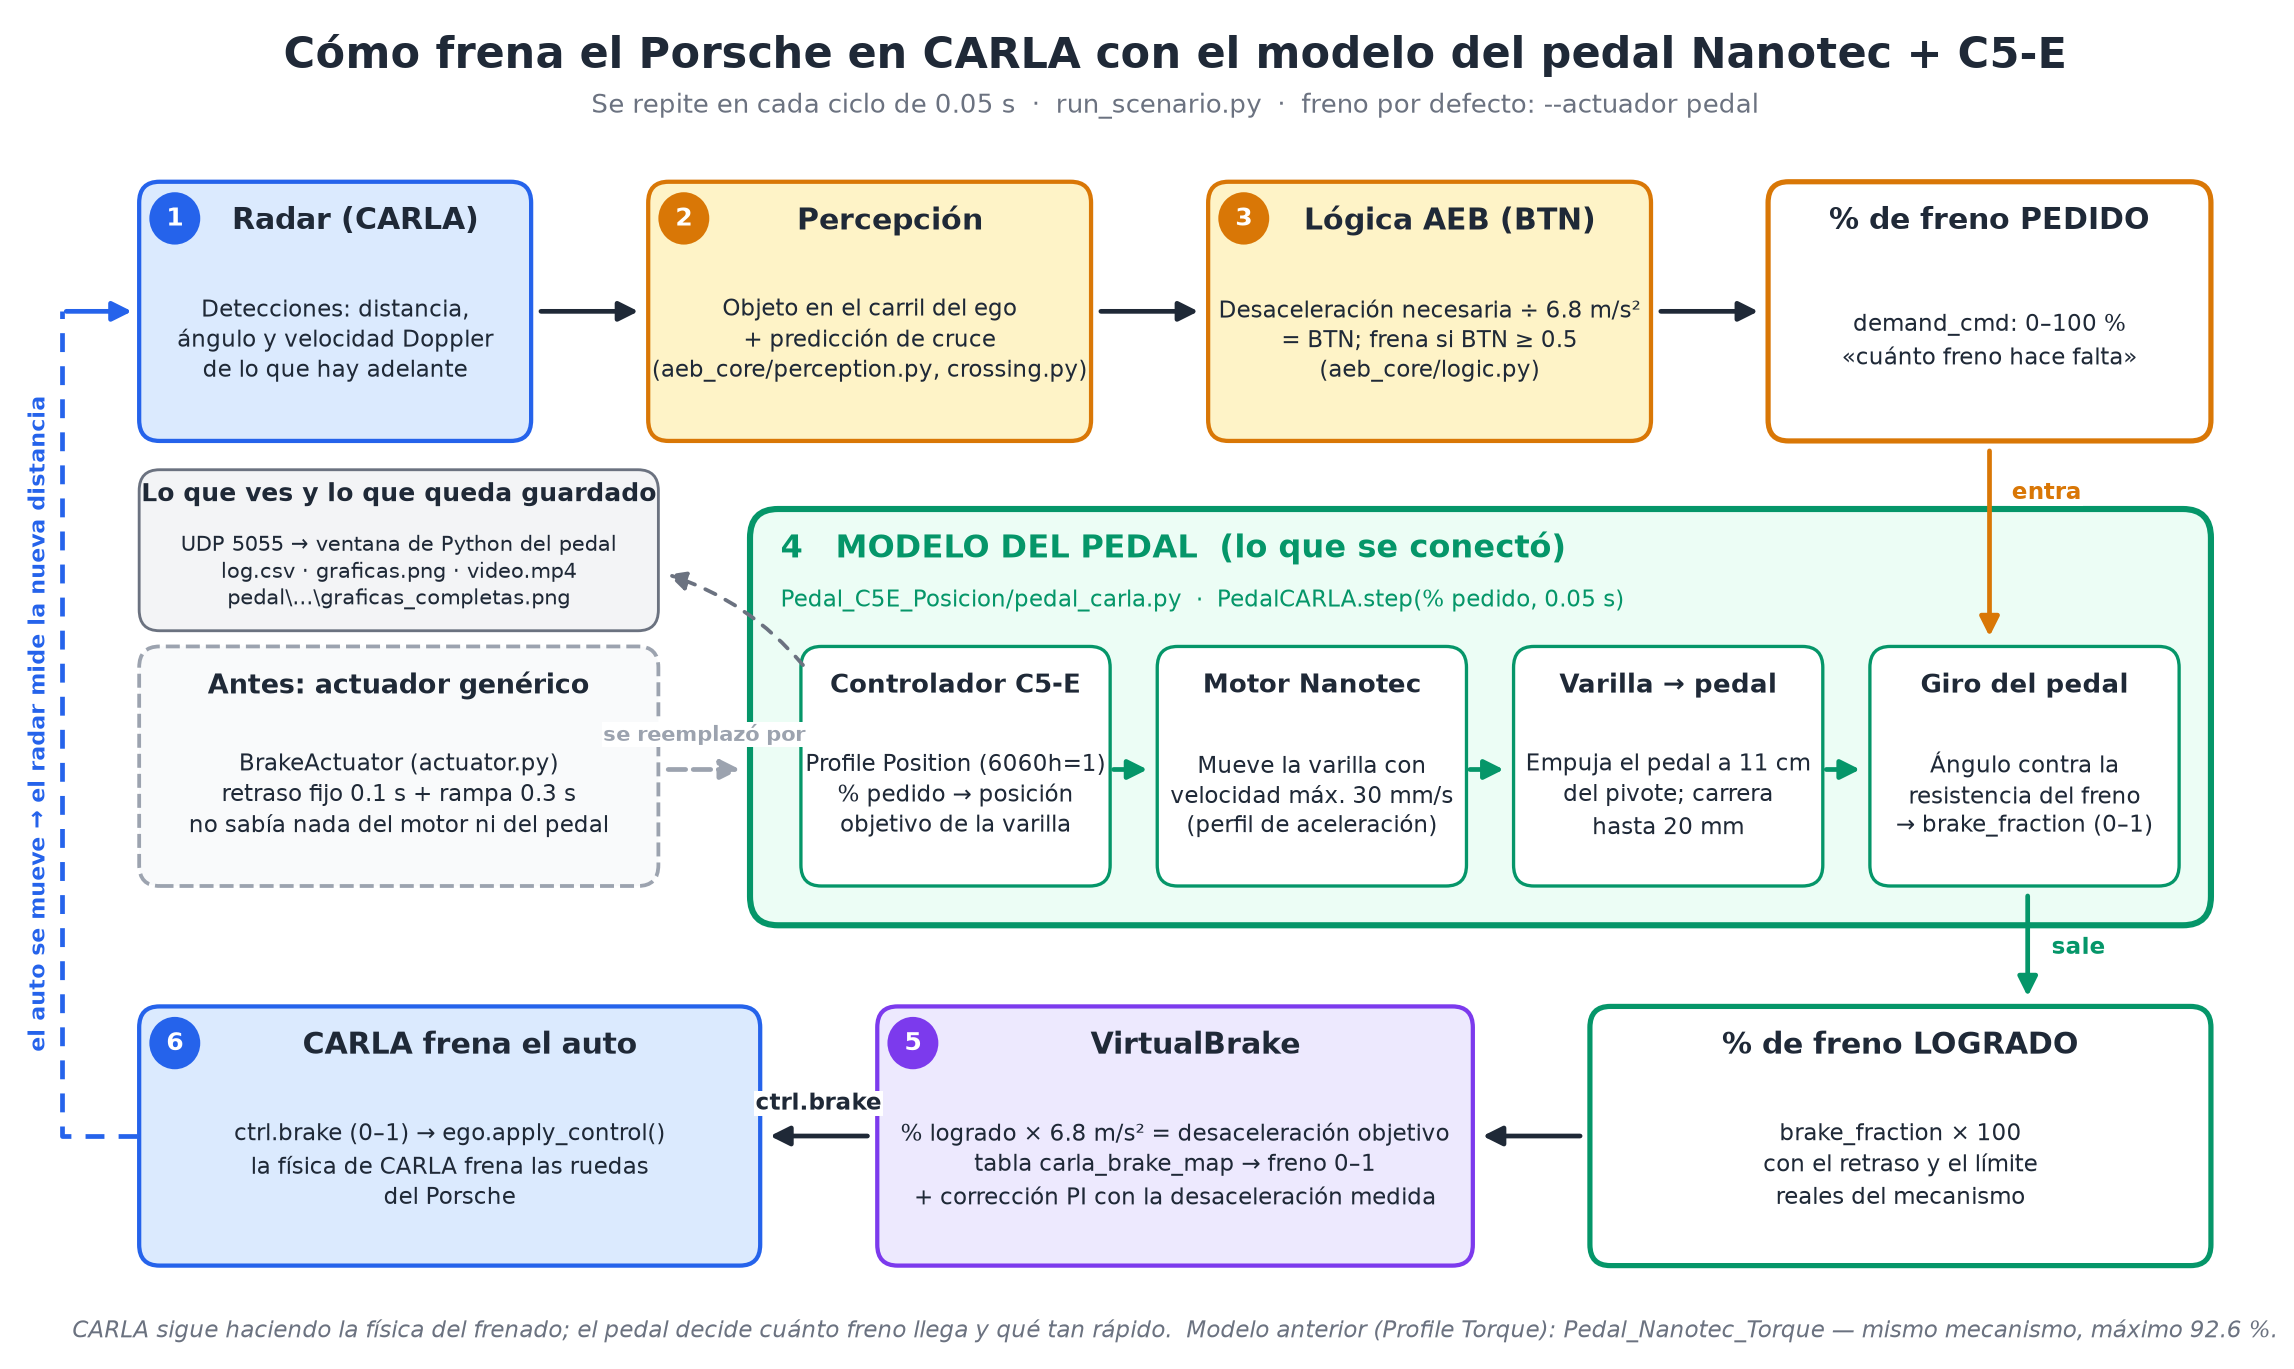 Cómo frena el Porsche en CARLA con el modelo del pedal Nanotec + C5-E
Se repite en cada ciclo de 0.05 s · run_scenario.py · freno por defecto: --actuador pedal
1 Radar (CARLA)
Detecciones: distancia,
ángulo y velocidad Doppler
de lo que hay adelante
2 Percepción
Objeto en el carril del ego
+ predicción de cruce
(aeb_core/perception.py, crossing.py)
3 Lógica AEB (BTN)
Desaceleración necesaria ÷ 6.8 m/s²
= BTN; frena si BTN ≥ 0.5
(aeb_core/logic.py)
% de freno PEDIDO
demand_cmd: 0–100 %
«cuánto freno hace falta»
entra
Lo que ves y lo que queda guardado
UDP 5055 → ventana de Python del pedal
log.csv · graficas.png · video.mp4
pedal\...\graficas_completas.png
Antes: actuador genérico
BrakeActuator (actuator.py)
retraso fijo 0.1 s + rampa 0.3 s
no sabía nada del motor ni del pedal
se reemplazó por
4 MODELO DEL PEDAL (lo que se conectó)
Pedal_C5E_Posicion/pedal_carla.py · PedalCARLA.step(% pedido, 0.05 s)
Controlador C5-E
Profile Position (6060h=1)
% pedido → posición
objetivo de la varilla
Motor Nanotec
Mueve la varilla con
velocidad máx. 30 mm/s
(perfil de aceleración)
Varilla → pedal
Empuja el pedal a 11 cm
del pivote; carrera
hasta 20 mm
Giro del pedal
Ángulo contra la
resistencia del freno
→ brake_fraction (0–1)
sale
% de freno LOGRADO
brake_fraction × 100
con el retraso y el límite
reales del mecanismo
5 VirtualBrake
% logrado × 6.8 m/s² = desaceleración objetivo
tabla carla_brake_map → freno 0–1
+ corrección PI con la desaceleración medida
ctrl.brake
6 CARLA frena el auto
ctrl.brake (0–1) → ego.apply_control()
la física de CARLA frena las ruedas
del Porsche
el auto se mueve → el radar mide la nueva distancia
CARLA sigue haciendo la física del frenado; el pedal decide cuánto freno llega y qué tan rápido. Modelo anterior (Profile Torque): Pedal_Nanotec_Torque — mismo mecanismo, máximo 92.6 %.